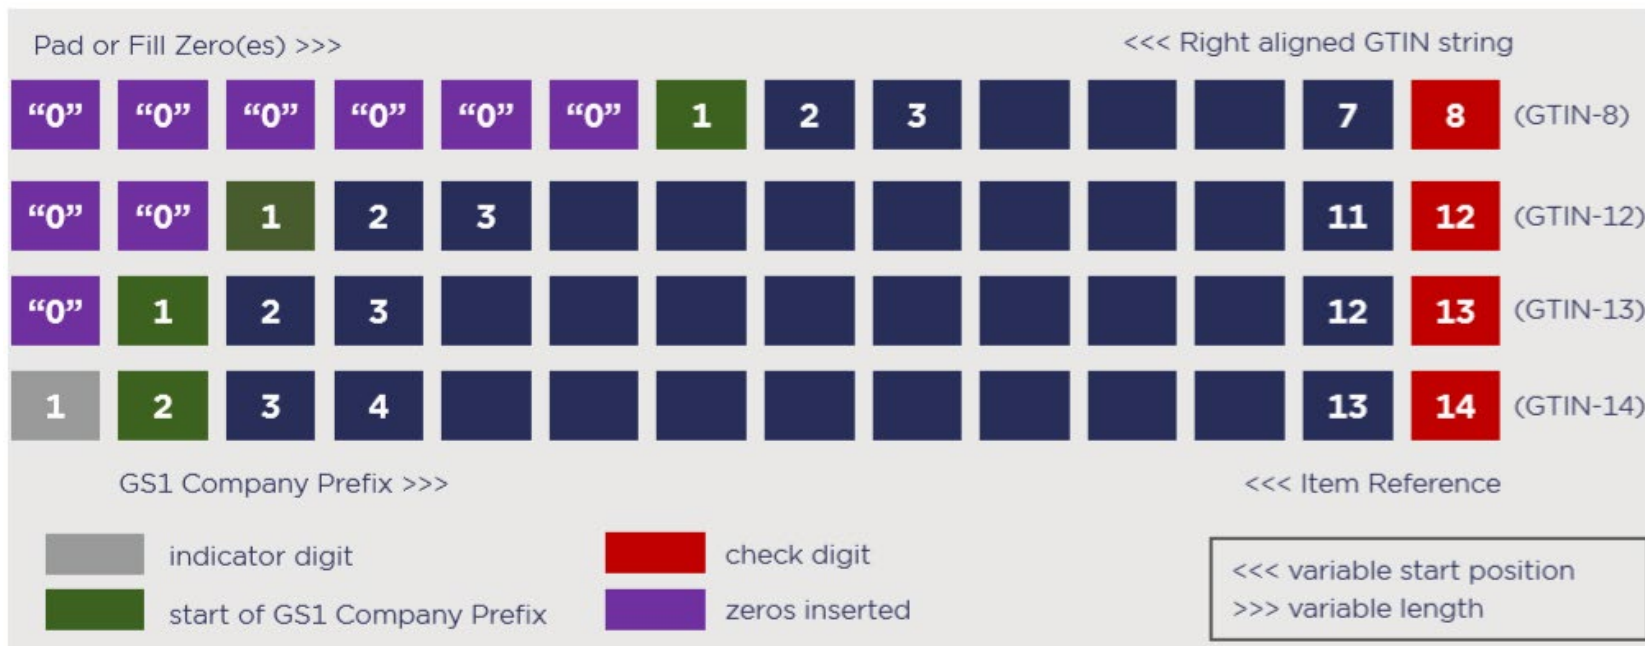 Pad or Fill Zero(es) >>> <<< Right aligned GTIN string
“0” “0” “0” “0” “0” “0” 1 2 3 7 8 (GTIN-8)
“0” “0” 1 2 3 11 12 (GTIN-12)
“0” 1 2 3 12 13 (GTIN-13)
1 2 3 4 13 14 (GTIN-14)
GS1 Company Prefix >>> <<< Item Reference
indicator digit
start of GS1 Company Prefix
check digit
zeros inserted
<<< variable start position
>>> variable length